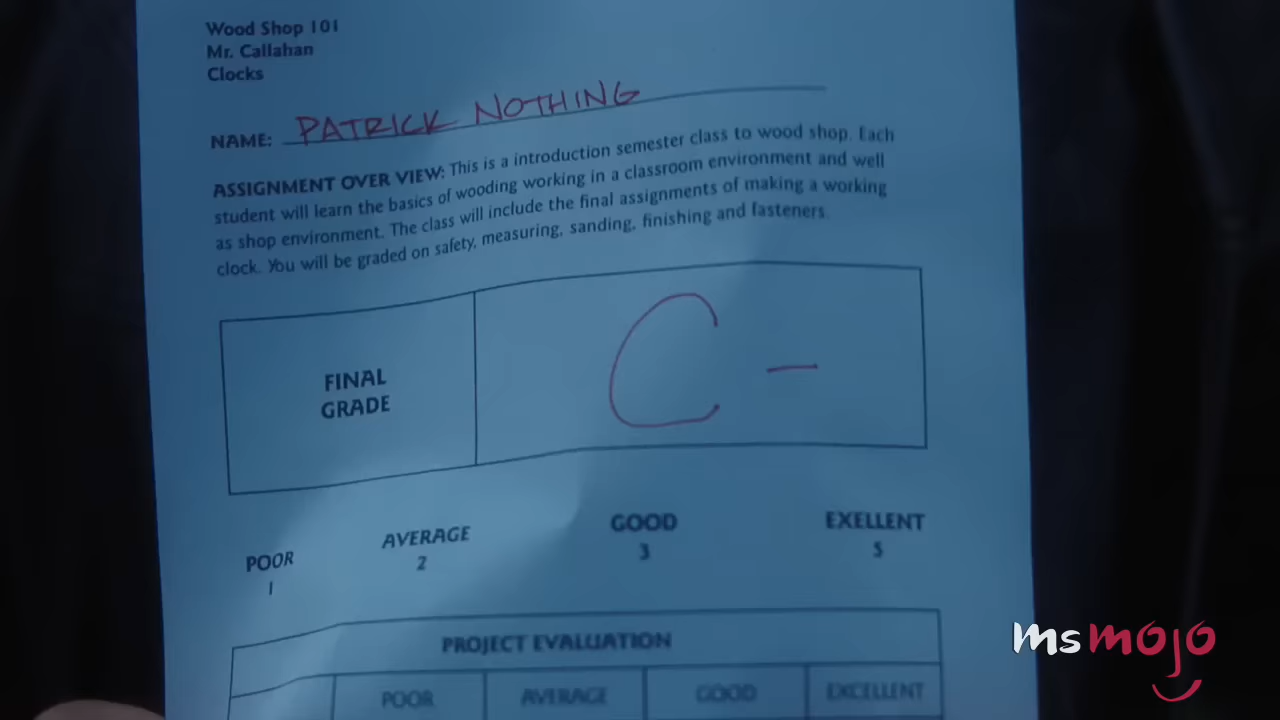 Wood Shop 101
Mr. Callahan
Clocks
NAME: PATRICK NOTHING
ASSIGNMENT OVER VIEW: This is a introduction semester class to wood shop. Each
student will learn the basics of wooding working in a classroom environment and well
as shop environment. The class will include the final assignments of making a working
clock. You will be graded on safety, measuring, sanding, finishing and fasteners.
FINAL
GRADE
C -
POOR AVERAGE GOOD EXELLENT
1 2 3 5
PROJECT EVALUATION
POOR AVERAGE GOOD EXCELLENT
msmojo